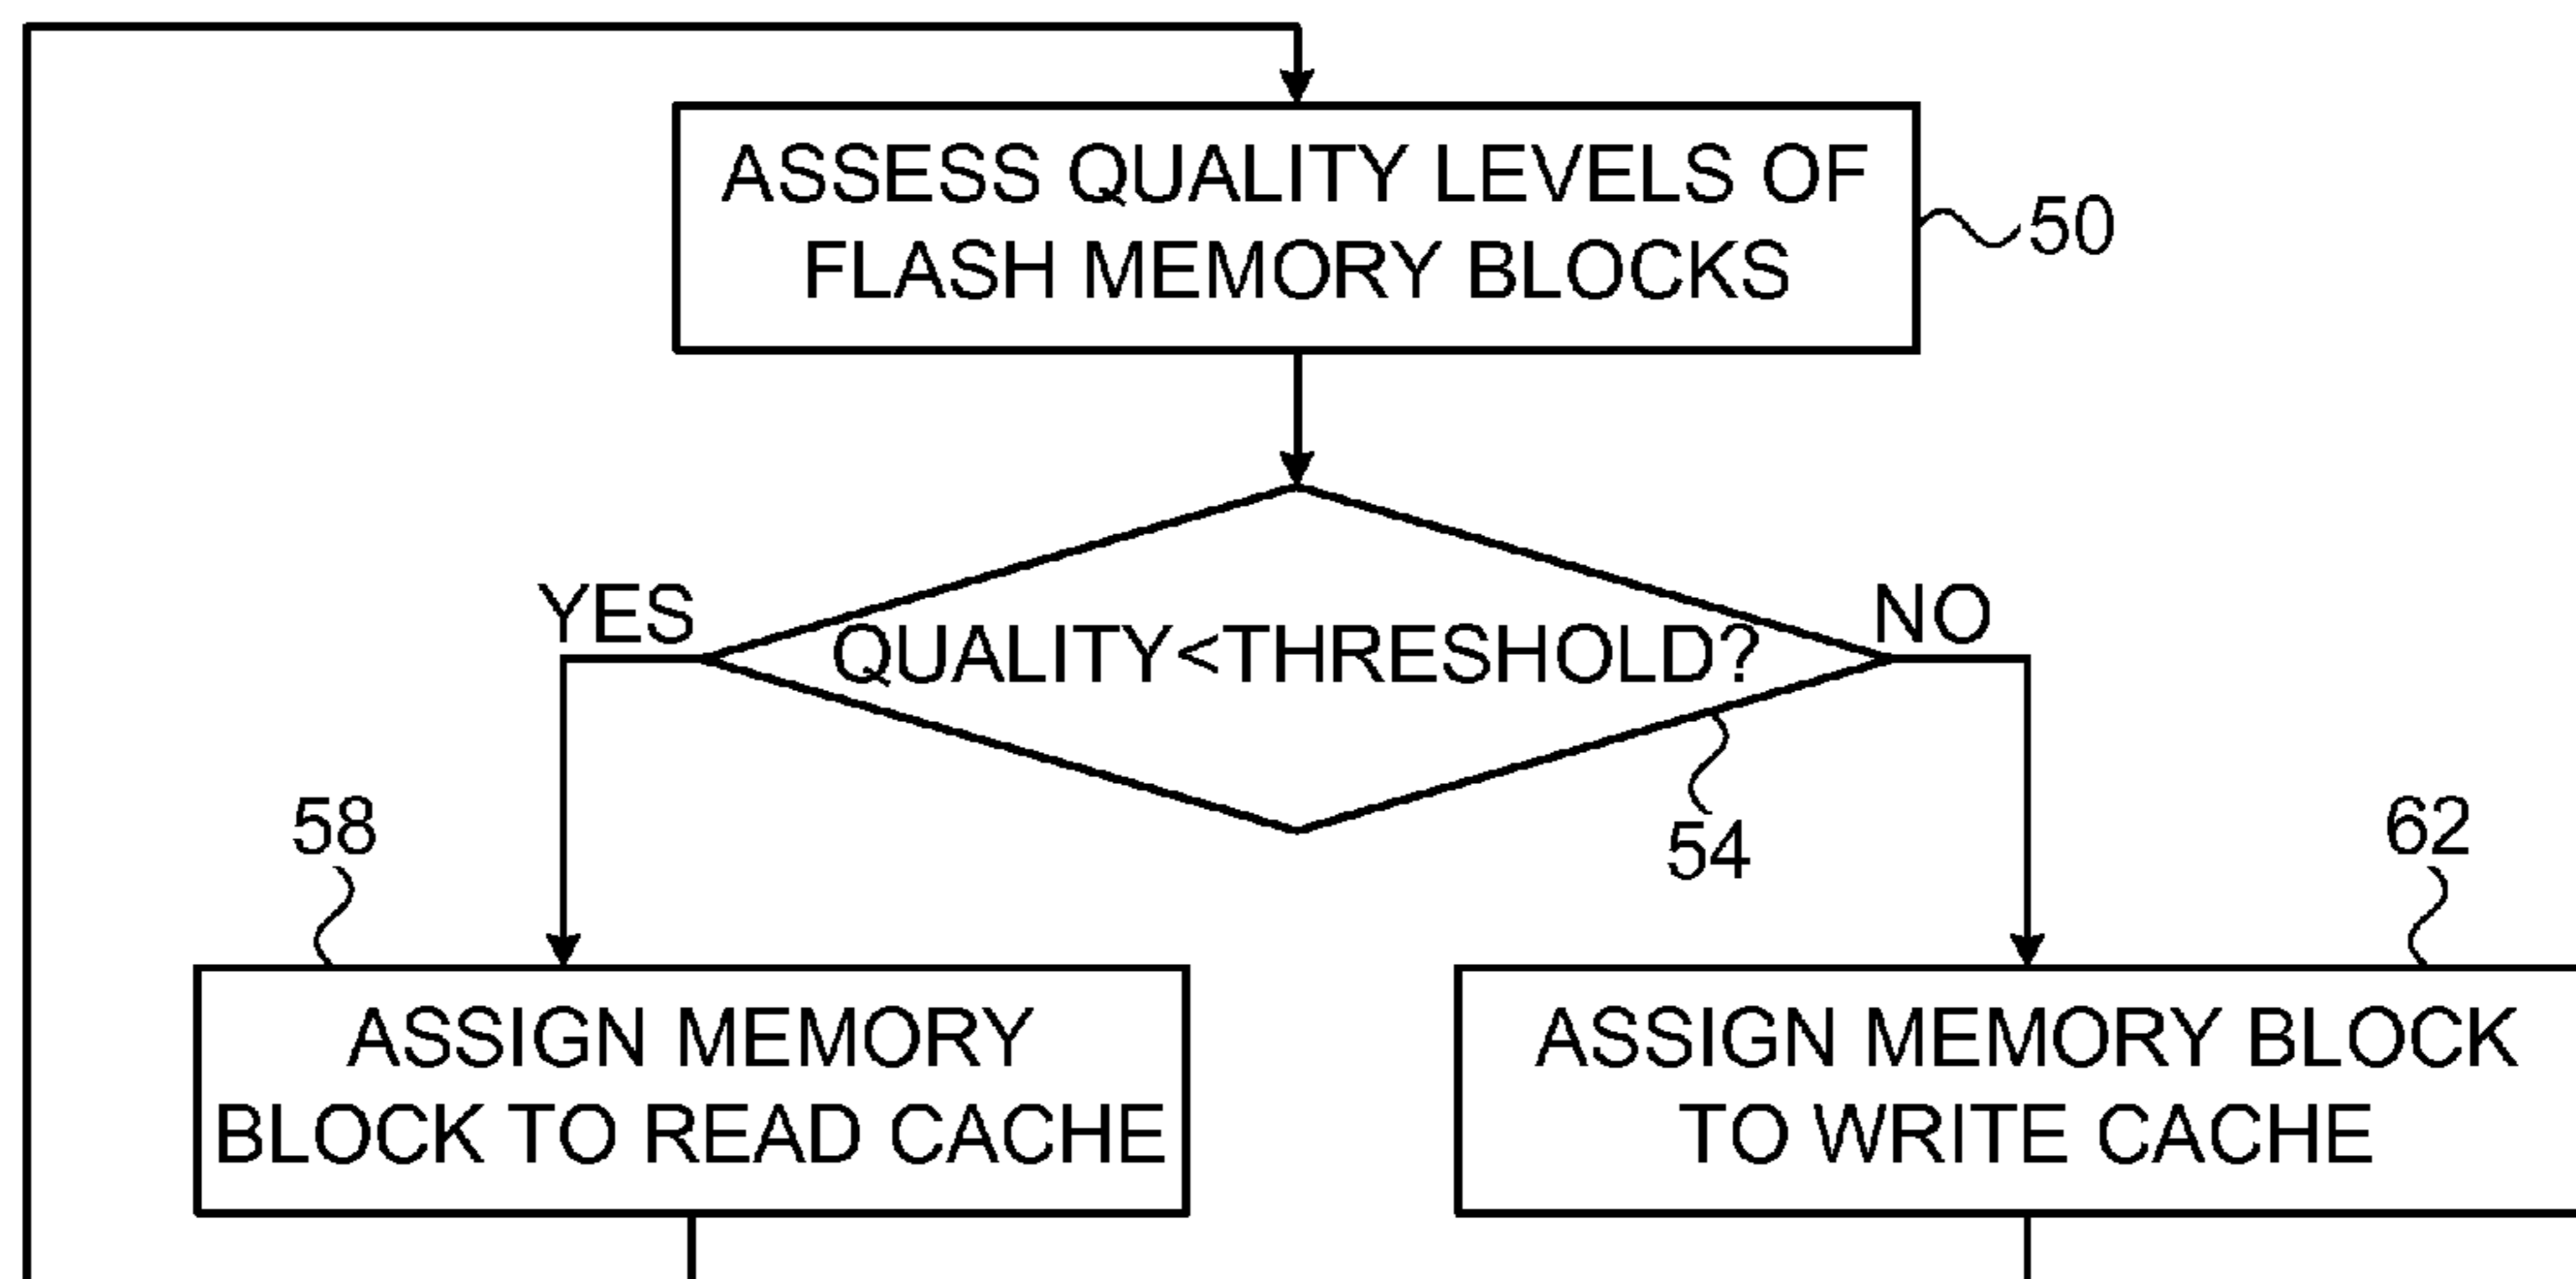 ASSESS QUALITY LEVELS OF
FLASH MEMORY BLOCKS
50
YES
QUALITY<THRESHOLD?
NO
54
58
62
ASSIGN MEMORY
BLOCK TO READ CACHE
ASSIGN MEMORY BLOCK
TO WRITE CACHE